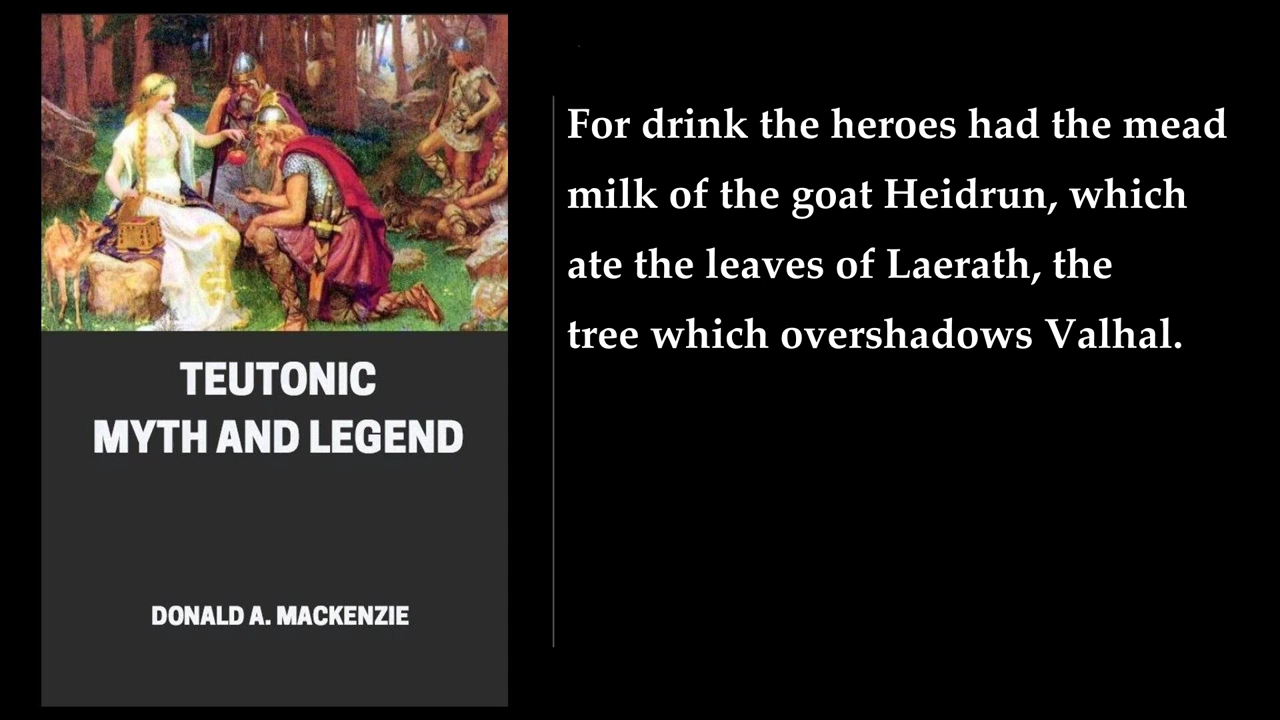 TEUTONIC
MYTH AND LEGEND
DONALD A. MACKENZIE
For drink the heroes had the mead
milk of the goat Heidrun, which
ate the leaves of Laerath, the
tree which overshadows Valhal.